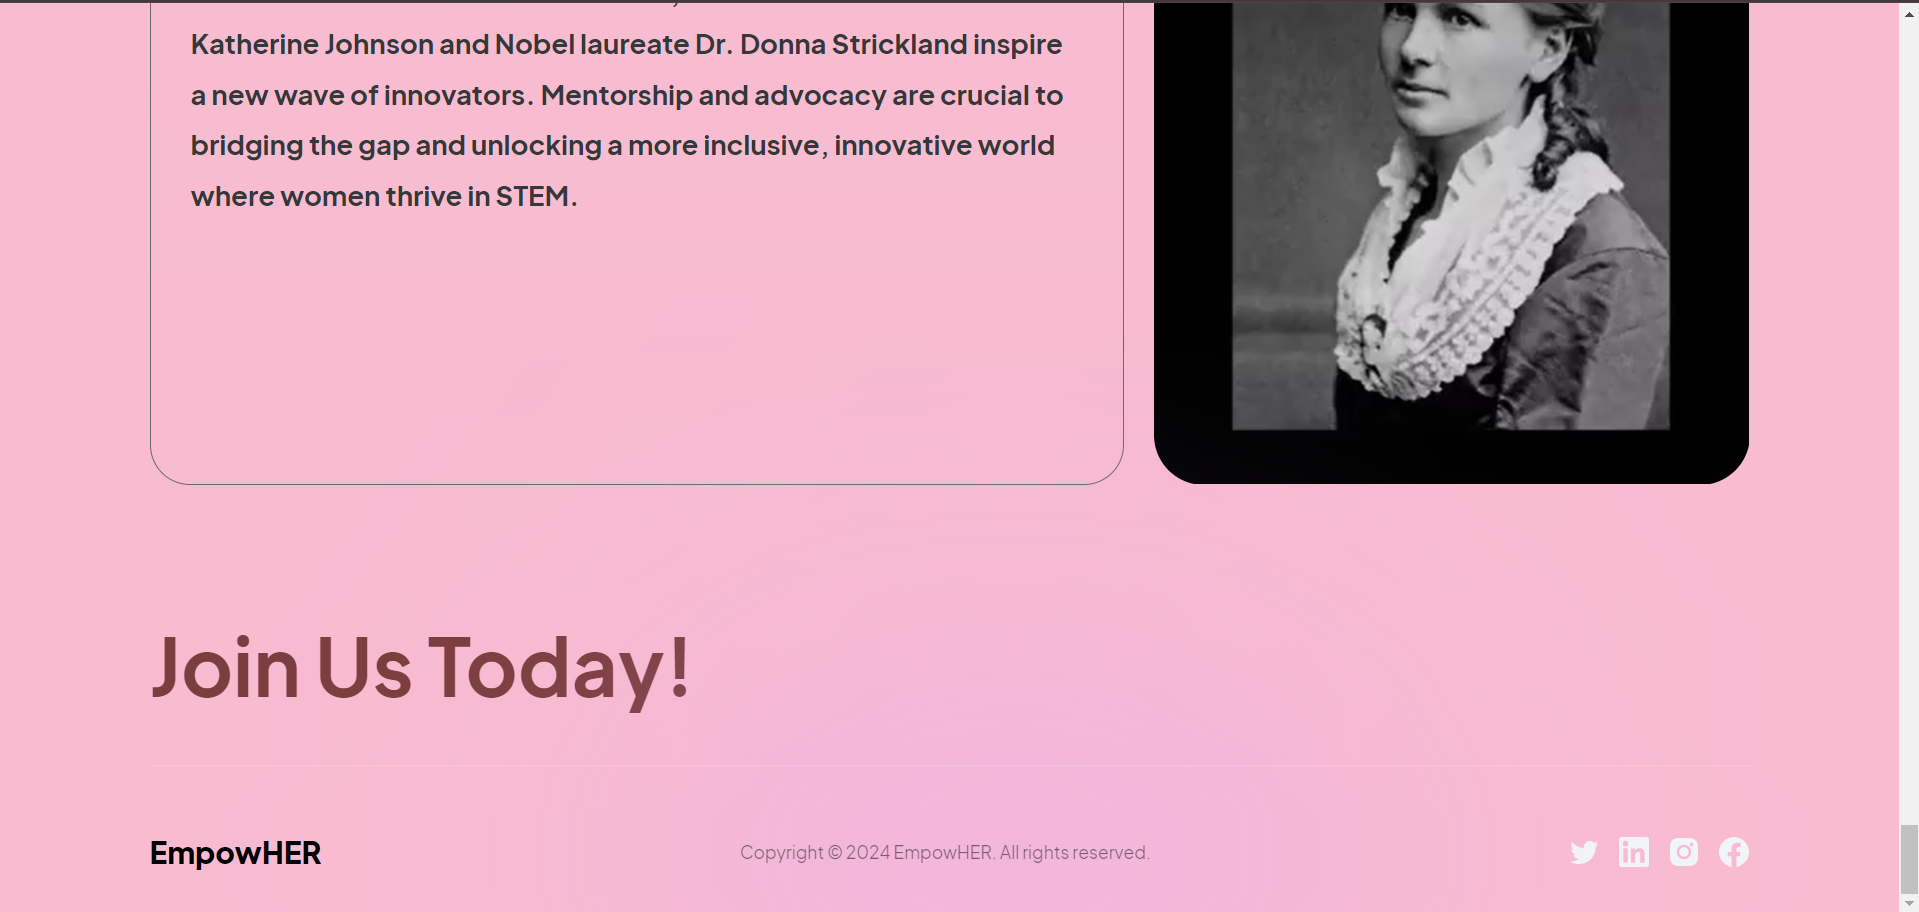 Katherine Johnson and Nobel laureate Dr. Donna Strickland inspire
a new wave of innovators. Mentorship and advocacy are crucial to
bridging the gap and unlocking a more inclusive, innovative world
where women thrive in STEM.
Join Us Today!
EmpowHER
Copyright © 2024 EmpowHER. All rights reserved.